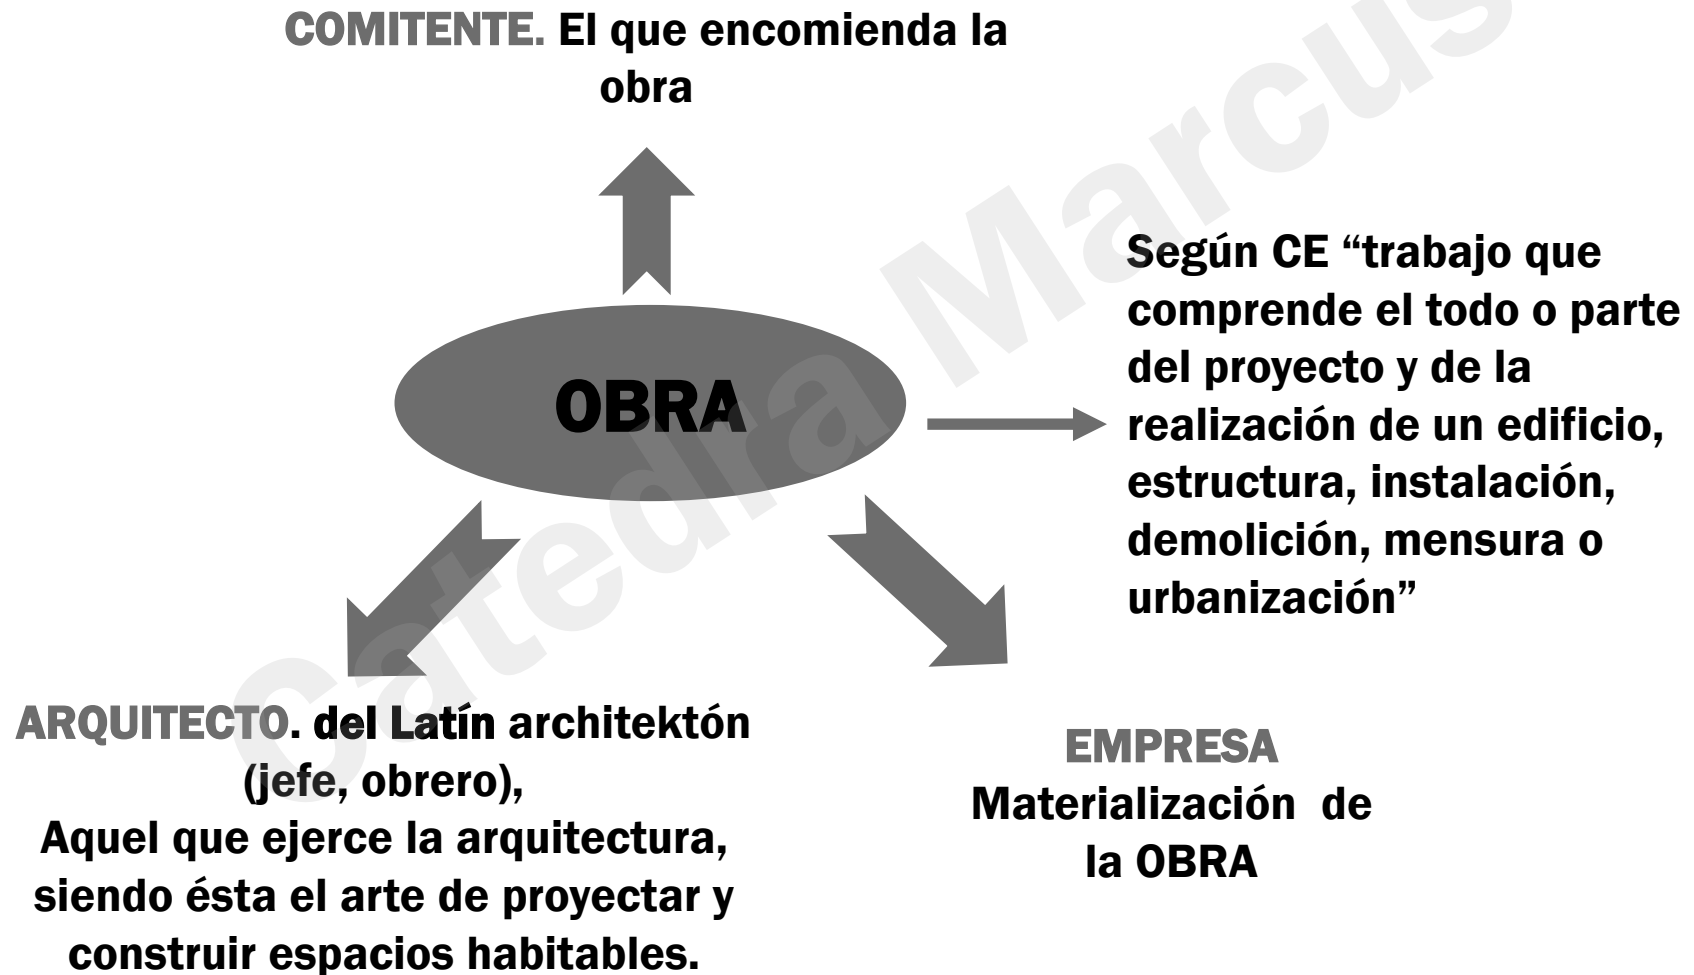 COMITENTE. El que encomienda la
obra
OBRA
Según CE “trabajo que
comprende el todo o parte
del proyecto y de la
realización de un edificio,
estructura, instalación,
demolición, mensura o
urbanización”
ARQUITECTO. del Latín architektón
(jefe, obrero),
Aquel que ejerce la arquitectura,
siendo ésta el arte de proyectar y
construir espacios habitables.
EMPRESA
Materialización de
la OBRA
Catedra Marcus